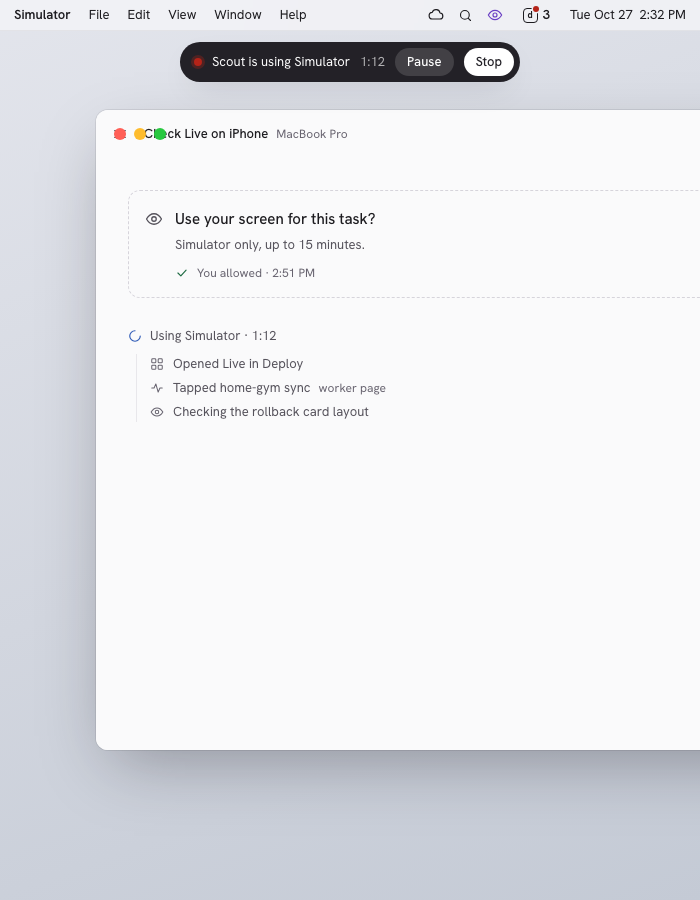 Simulator File Edit View Window Help d 3 Tue Oct 27 2:32 PM
Scout is using Simulator 1:12 Pause Stop
Check Live on iPhone MacBook Pro
Use your screen for this task?
Simulator only, up to 15 minutes.
You allowed · 2:51 PM
Using Simulator · 1:12
Opened Live in Deploy
Tapped home-gym sync worker page
Checking the rollback card layout